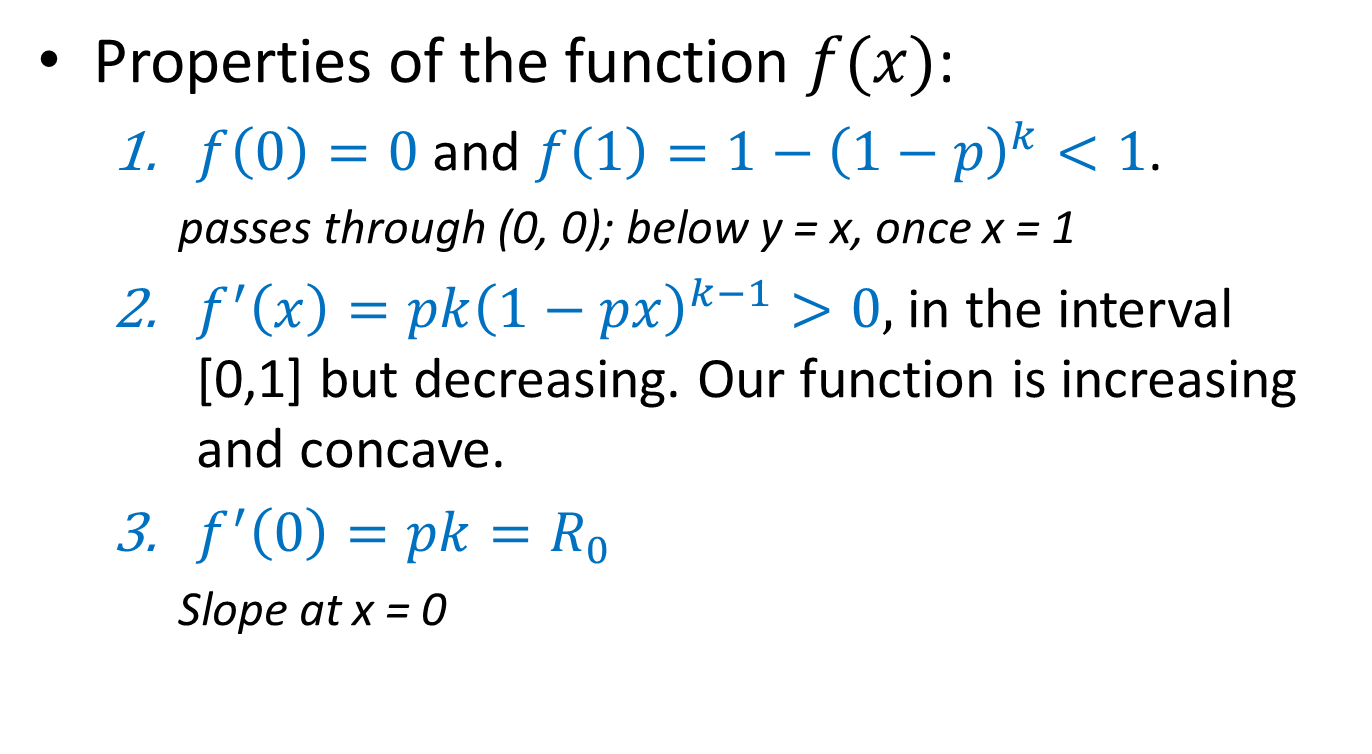 • Properties of the function f(x):
1. f(0) = 0 and f(1) = 1 − (1 − p)^k < 1.
passes through (0, 0); below y = x, once x = 1
2. f′(x) = pk(1 − px)^{k−1} > 0, in the interval
[0,1] but decreasing. Our function is increasing
and concave.
3. f′(0) = pk = R₀
Slope at x = 0